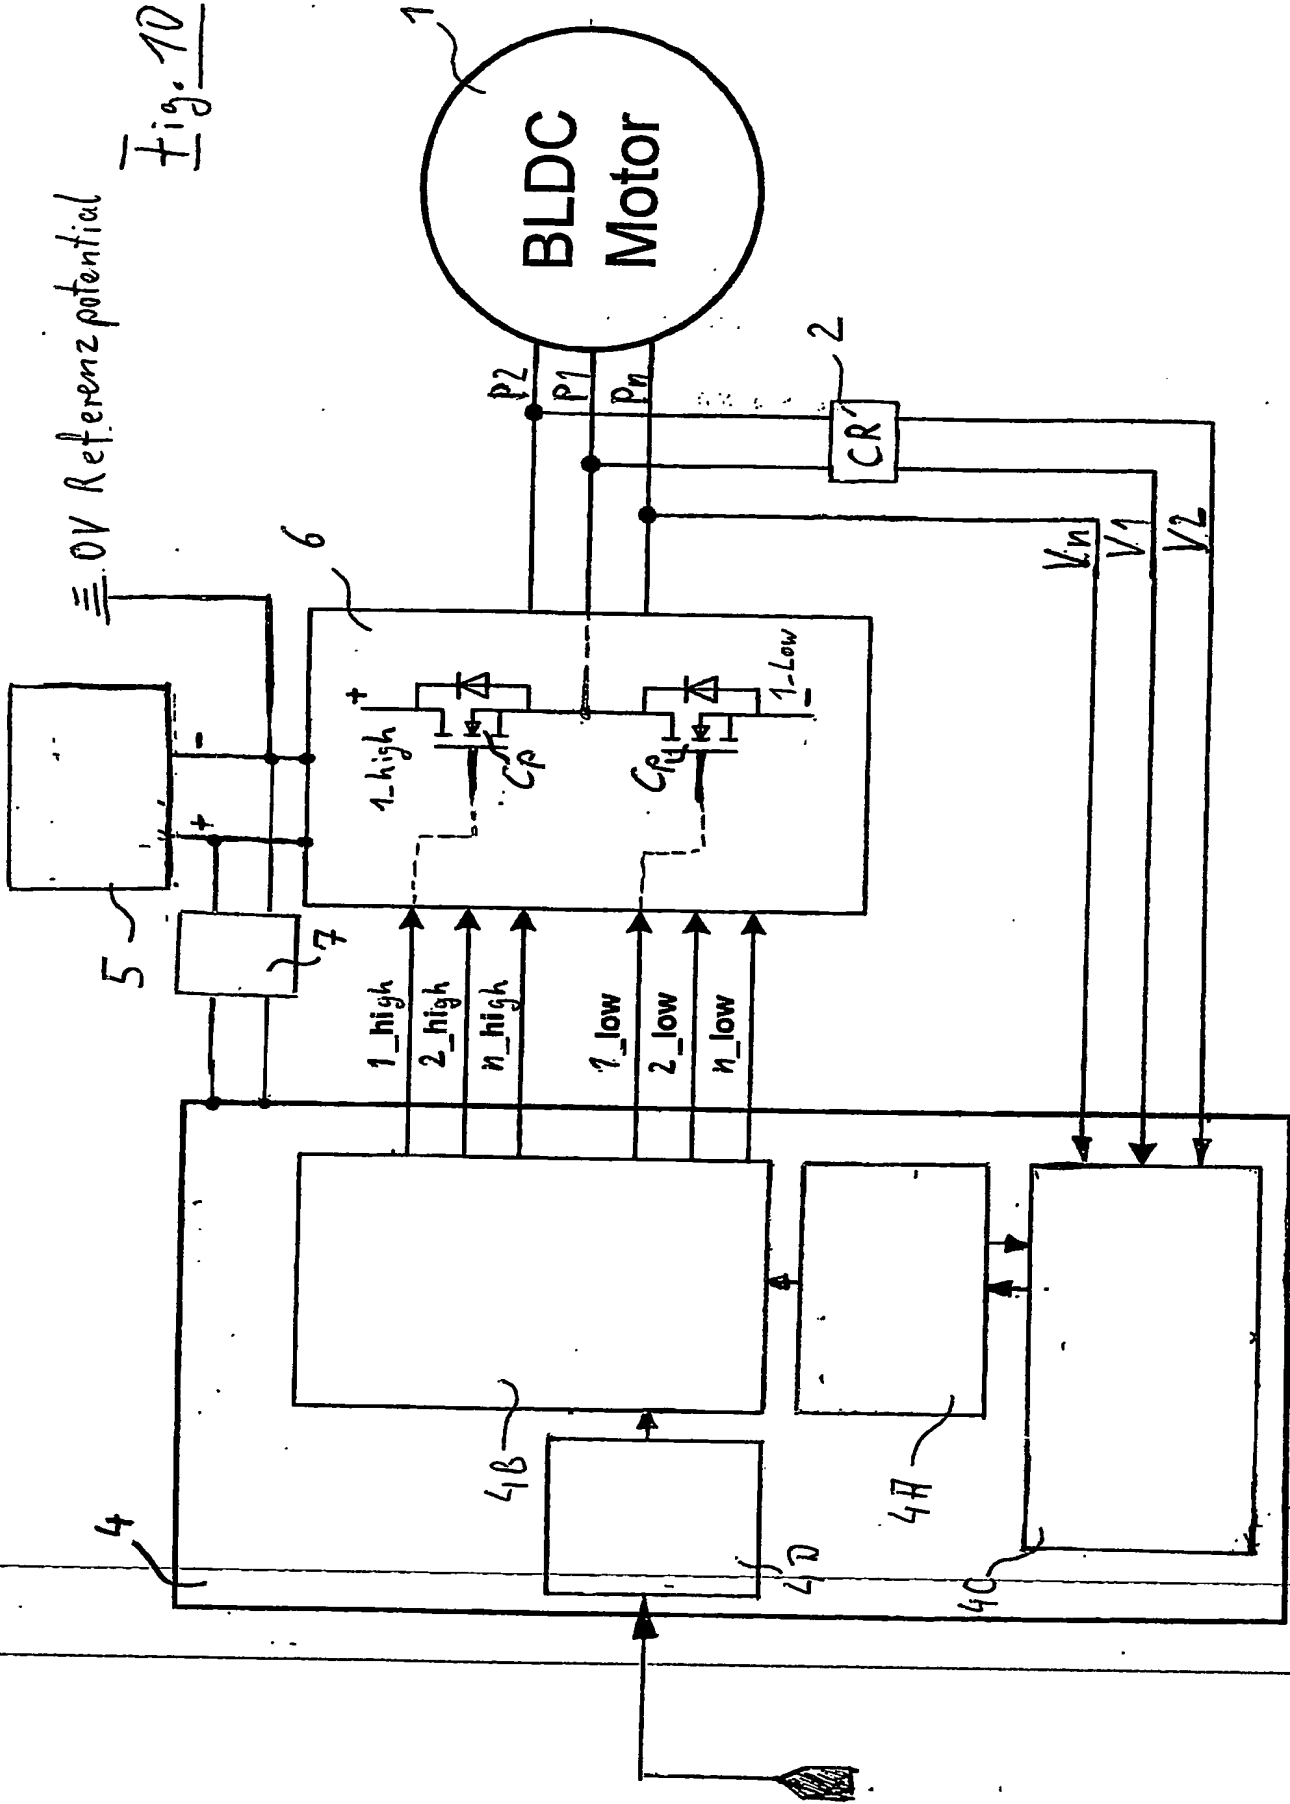 Fig. 10
0V Referenzpotential
5
+
-
7
6
4
1_high
2_high
n_high
1_low
2_low
n_low
1_high
+
Cp
Cp
1_Low
-
P2
P1
Pn
1
BLDC
Motor
CR
2
Vn
V1
V2
4B
4D
4A
4C